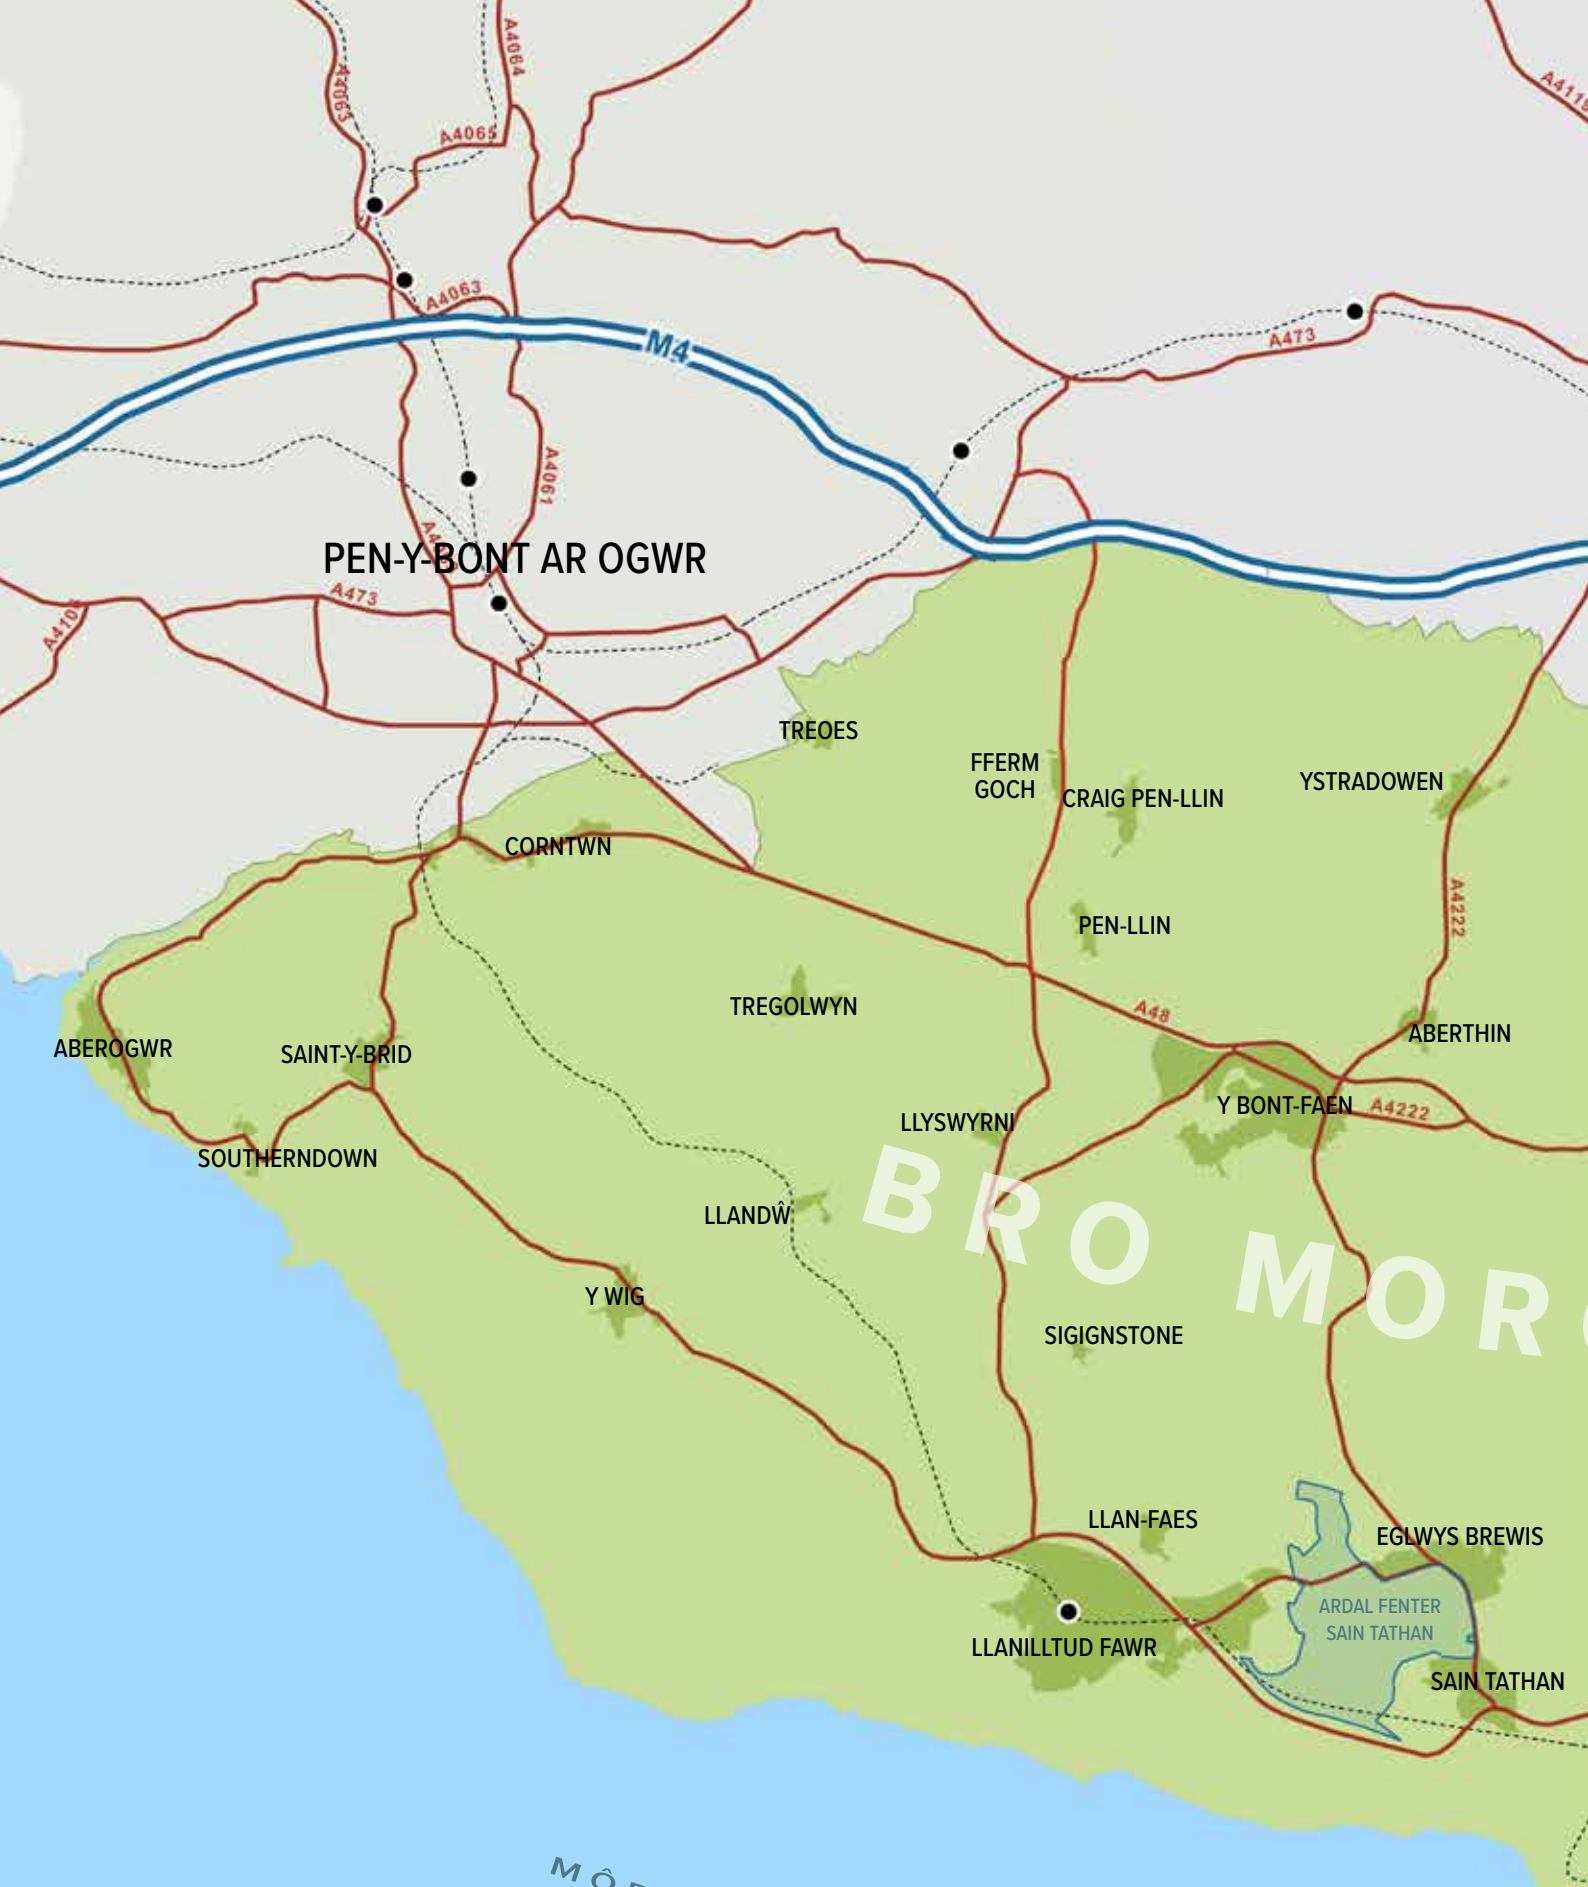 A4064
A4063
A4119
A4065
A4063
M4
A473
A4061
PEN-Y-BONT AR OGWR
A473
TREOES
FFERM
GOCH
CRAIG PEN-LLIN
YSTRADOWEN
CORNTWN
A4222
PEN-LLIN
TREGOLWYN
A48
ABERTHIN
ABEROGWR
SAINT-Y-BRID
Y BONT-FAEN
A4222
LLYSWYRNI
SOUTHERNDOWN
LLANDŴ
BRO MOR
Y WIG
SIGIGNSTONE
LLAN-FAES
EGLWYS BREWIS
ARDAL FENTER
SAIN TATHAN
LLANILLTUD FAWR
SAIN TATHAN
MÔ